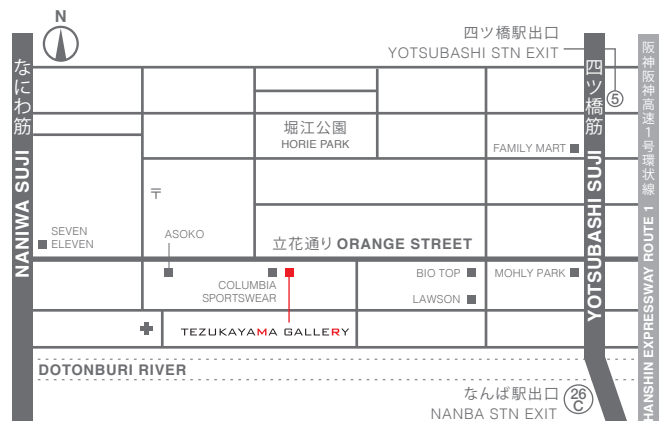 N
四ツ橋駅出口
YOTSUBASHI STN EXIT
5
なにわ筋
NANIWA SUJI
四ツ橋筋
YOTSUBASHI SUJI
阪神阪神高速1号環状線
HANSHIN EXPRESSWAY ROUTE 1
堀江公園
HORIE PARK
FAMILY MART
〒
SEVEN
ELEVEN
ASOKO
立花通り ORANGE STREET
COLUMBIA
SPORTSWEAR
BIO TOP
MOHLY PARK
LAWSON
TEZUKAYAMA GALLERY
DOTONBURI RIVER
なんば駅出口
NANBA STN EXIT
26
C